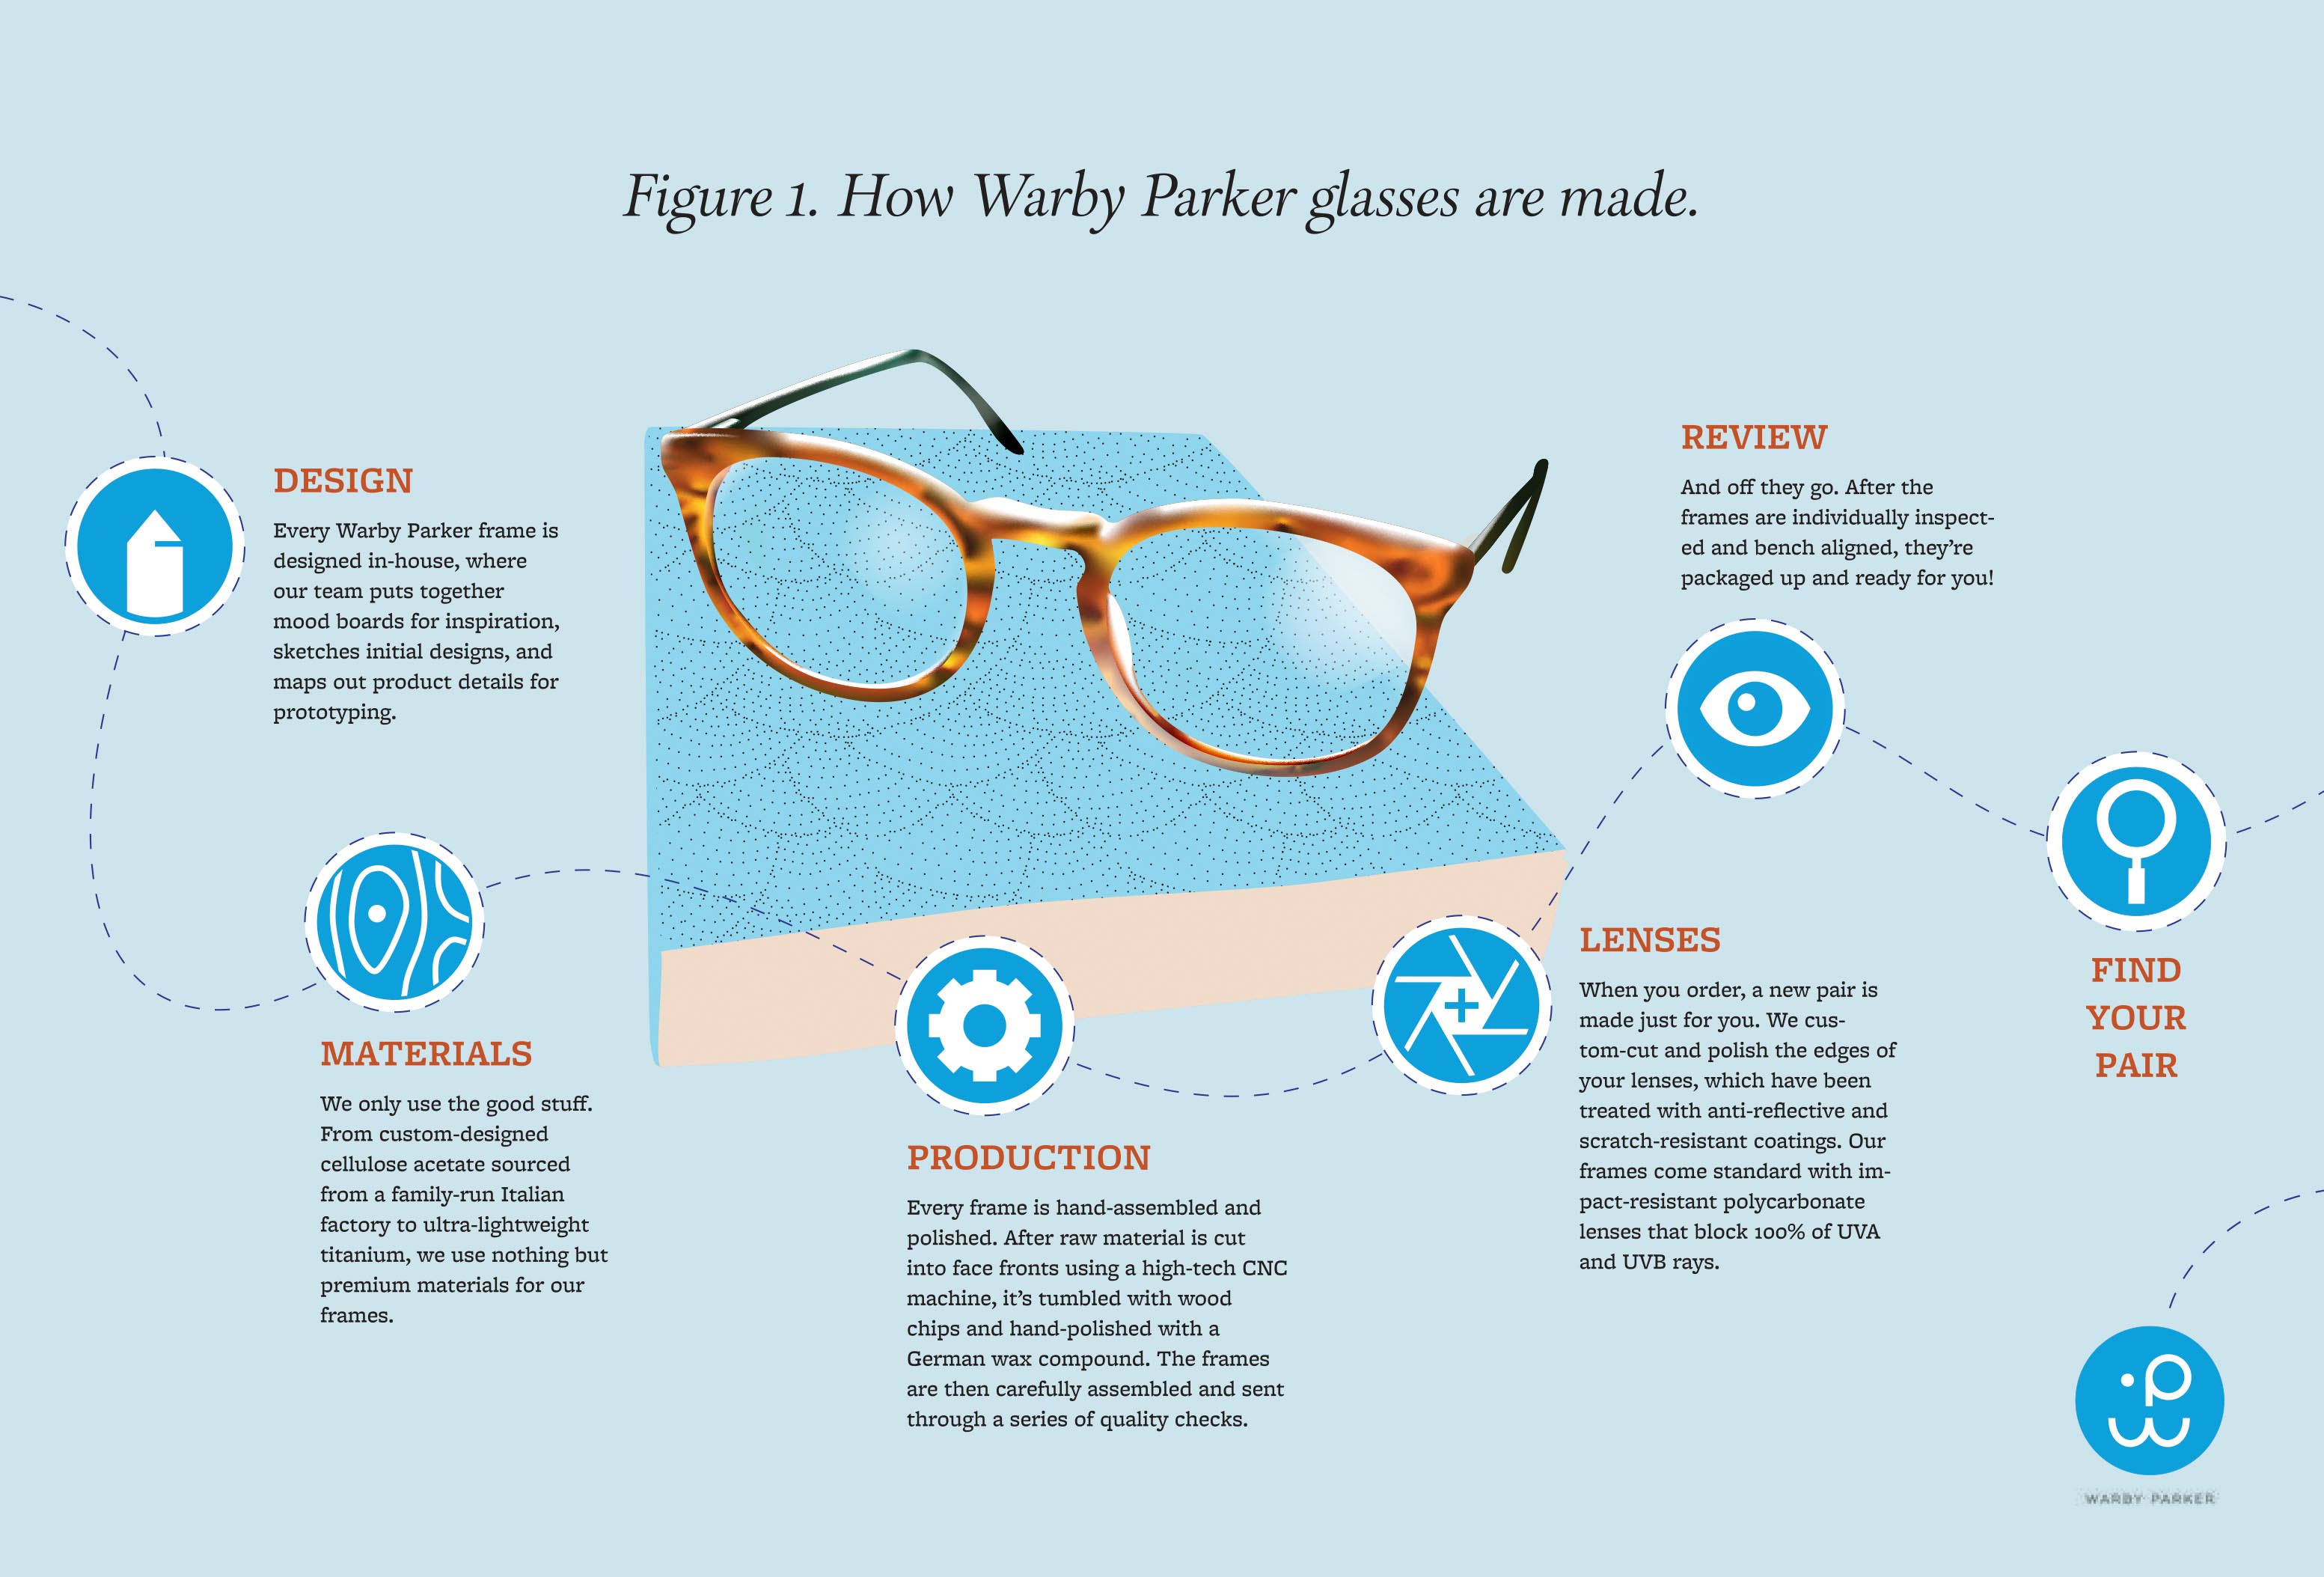 Figure 1. How Warby Parker glasses are made.
DESIGN
Every Warby Parker frame is
designed in-house, where
our team puts together
mood boards for inspiration,
sketches initial designs, and
maps out product details for
prototyping.
MATERIALS
We only use the good stuff.
From custom-designed
cellulose acetate sourced
from a family-run Italian
factory to ultra-lightweight
titanium, we use nothing but
premium materials for our
frames.
PRODUCTION
Every frame is hand-assembled and
polished. After raw material is cut
into face fronts using a high-tech CNC
machine, it's tumbled with wood
chips and hand-polished with a
German wax compound. The frames
are then carefully assembled and sent
through a series of quality checks.
LENSES
When you order, a new pair is
made just for you. We cus-
tom-cut and polish the edges of
your lenses, which have been
treated with anti-reflective and
scratch-resistant coatings. Our
frames come standard with im-
pact-resistant polycarbonate
lenses that block 100% of UVA
and UVB rays.
REVIEW
And off they go. After the
frames are individually inspect-
ed and bench aligned, they're
packaged up and ready for you!
FIND
YOUR
PAIR
WARBY PARKER